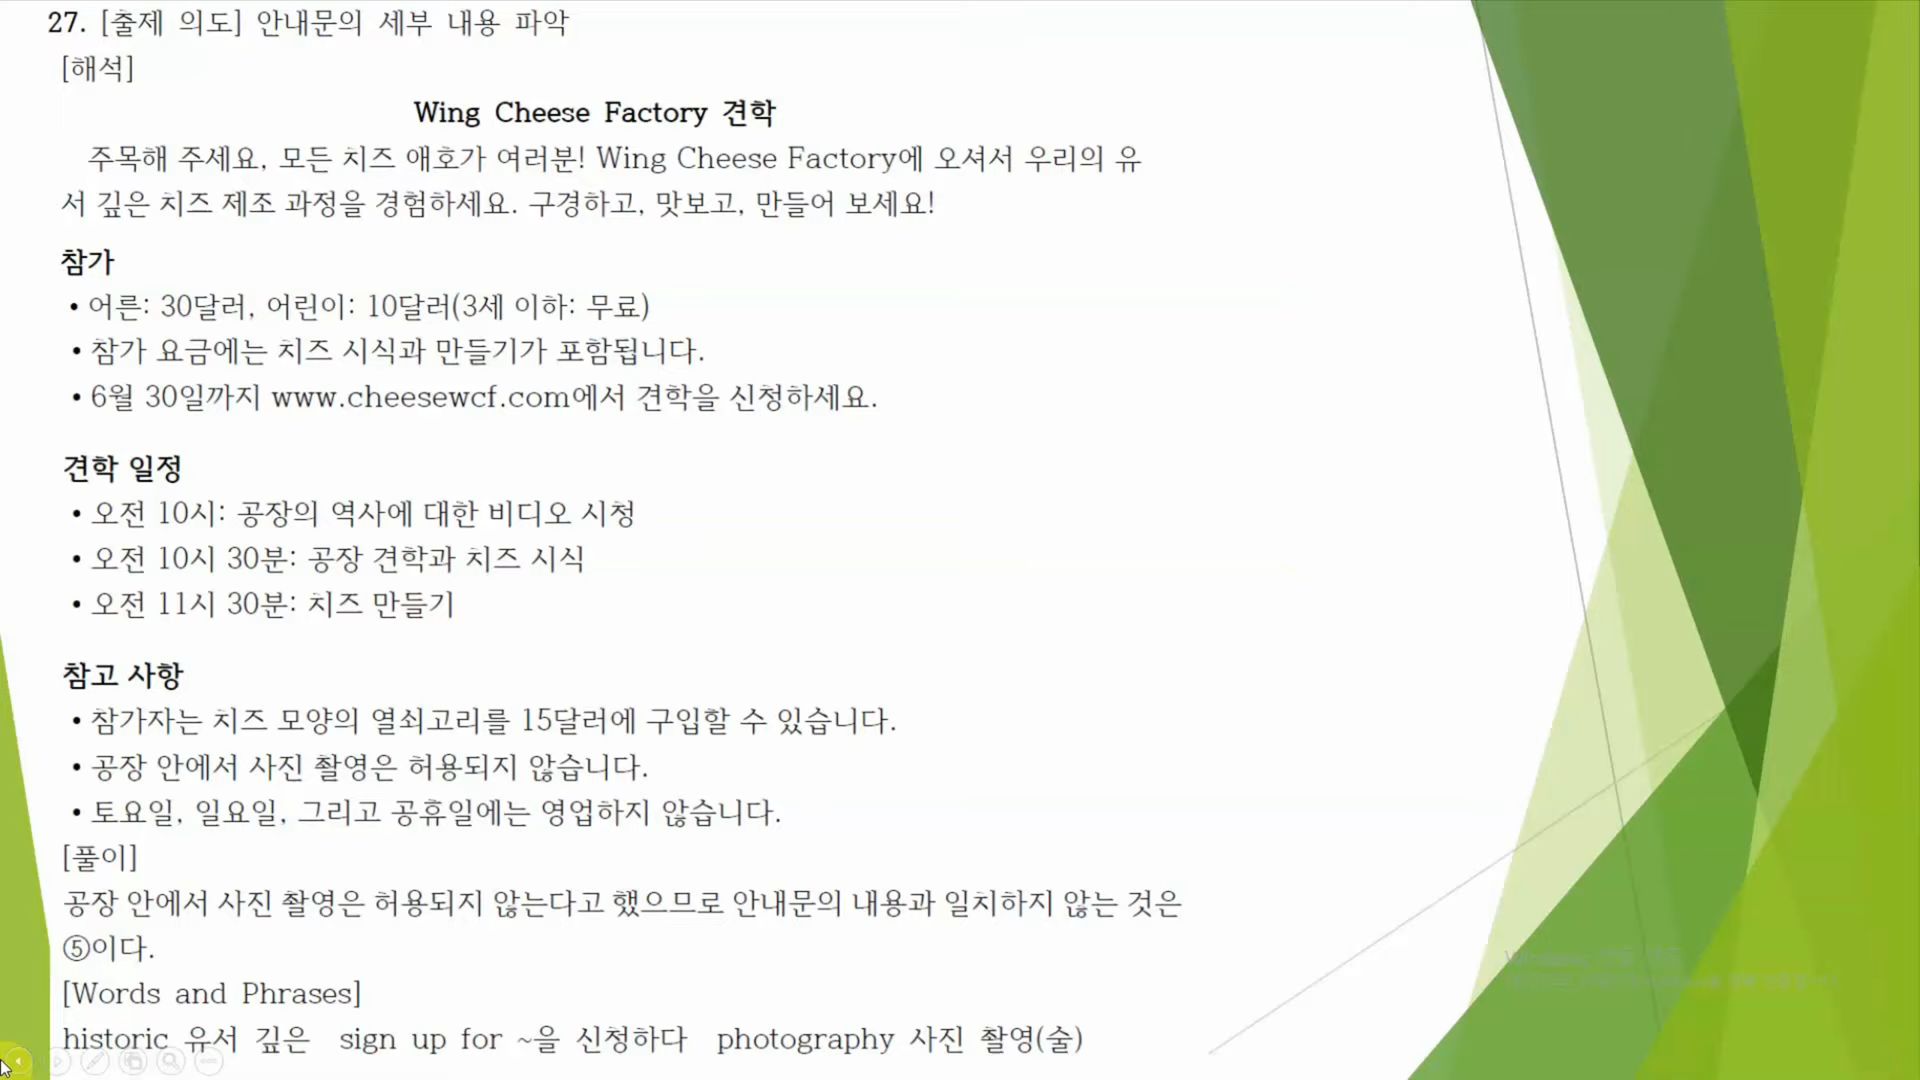 27. [출제 의도] 안내문의 세부 내용 파악
[해석]
Wing Cheese Factory 견학
주목해 주세요, 모든 치즈 애호가 여러분! Wing Cheese Factory에 오셔서 우리의 유
서 깊은 치즈 제조 과정을 경험하세요. 구경하고, 맛보고, 만들어 보세요!
참가
• 어른: 30달러, 어린이: 10달러(3세 이하: 무료)
• 참가 요금에는 치즈 시식과 만들기가 포함됩니다.
• 6월 30일까지 www.cheesewcf.com에서 견학을 신청하세요.
견학 일정
• 오전 10시: 공장의 역사에 대한 비디오 시청
• 오전 10시 30분: 공장 견학과 치즈 시식
• 오전 11시 30분: 치즈 만들기
참고 사항
• 참가자는 치즈 모양의 열쇠고리를 15달러에 구입할 수 있습니다.
• 공장 안에서 사진 촬영은 허용되지 않습니다.
• 토요일, 일요일, 그리고 공휴일에는 영업하지 않습니다.
[풀이]
공장 안에서 사진 촬영은 허용되지 않는다고 했으므로 안내문의 내용과 일치하지 않는 것은
⑤이다.
[Words and Phrases]
historic 유서 깊은 sign up for ~을 신청하다 photography 사진 촬영(술)